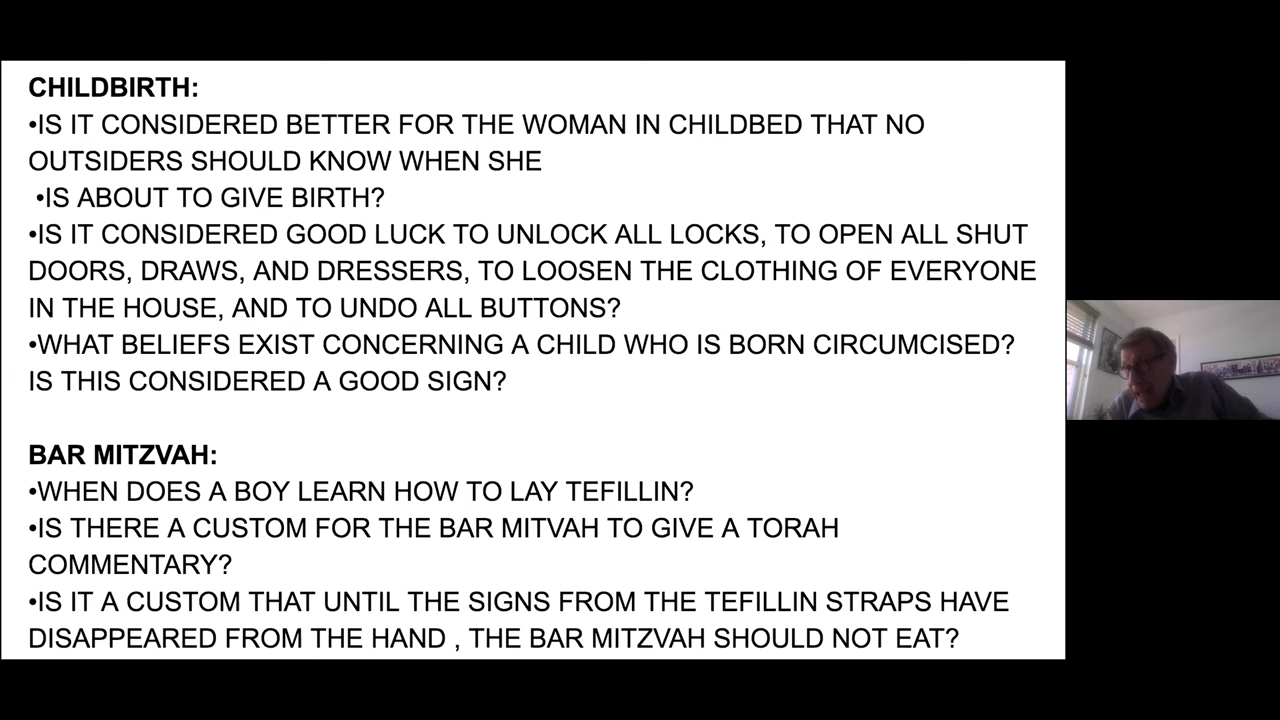 CHILDBIRTH:
•IS IT CONSIDERED BETTER FOR THE WOMAN IN CHILDBED THAT NO
OUTSIDERS SHOULD KNOW WHEN SHE
•IS ABOUT TO GIVE BIRTH?
•IS IT CONSIDERED GOOD LUCK TO UNLOCK ALL LOCKS, TO OPEN ALL SHUT
DOORS, DRAWS, AND DRESSERS, TO LOOSEN THE CLOTHING OF EVERYONE
IN THE HOUSE, AND TO UNDO ALL BUTTONS?
•WHAT BELIEFS EXIST CONCERNING A CHILD WHO IS BORN CIRCUMCISED?
IS THIS CONSIDERED A GOOD SIGN?
BAR MITZVAH:
•WHEN DOES A BOY LEARN HOW TO LAY TEFILLIN?
•IS THERE A CUSTOM FOR THE BAR MITVAH TO GIVE A TORAH
COMMENTARY?
•IS IT A CUSTOM THAT UNTIL THE SIGNS FROM THE TEFILLIN STRAPS HAVE
DISAPPEARED FROM THE HAND , THE BAR MITZVAH SHOULD NOT EAT?